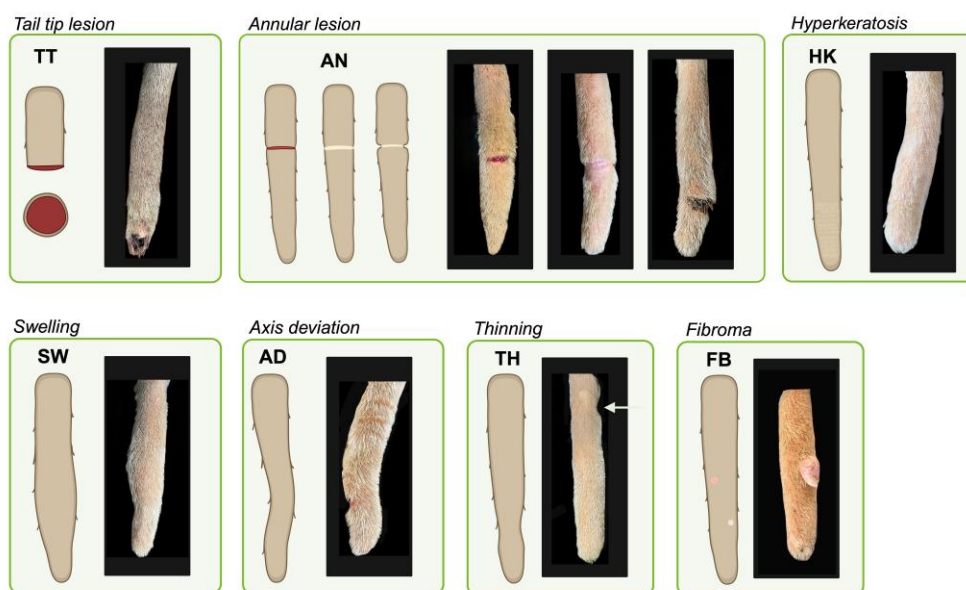 Tail tip lesion
TT
Annular lesion
AN
Hyperkeratosis
HK
Swelling
SW
Axis deviation
AD
Thinning
TH
Fibroma
FB